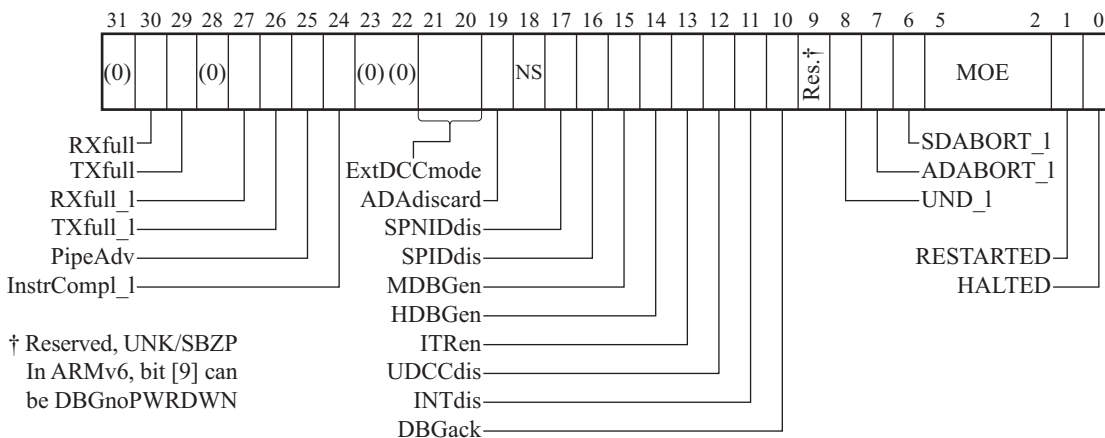 31 30 29 28 27 26 25 24 23 22 21 20 19 18 17 16 15 14 13 12 11 10 9 8 7 6 5 2 1 0
(0) (0) (0) (0) NS Res.† MOE
RXfull
TXfull
RXfull_l
TXfull_l
PipeAdv
InstrCompl_l
† Reserved, UNK/SBZP
In ARMv6, bit [9] can
be DBGnoPWRDWN
ExtDCCmode
ADAdiscard
SPNIDdis
SPIDdis
MDBGen
HDBGen
ITRen
UDCCdis
INTdis
DBGack
SDABORT_l
ADABORT_l
UND_l
RESTARTED
HALTED